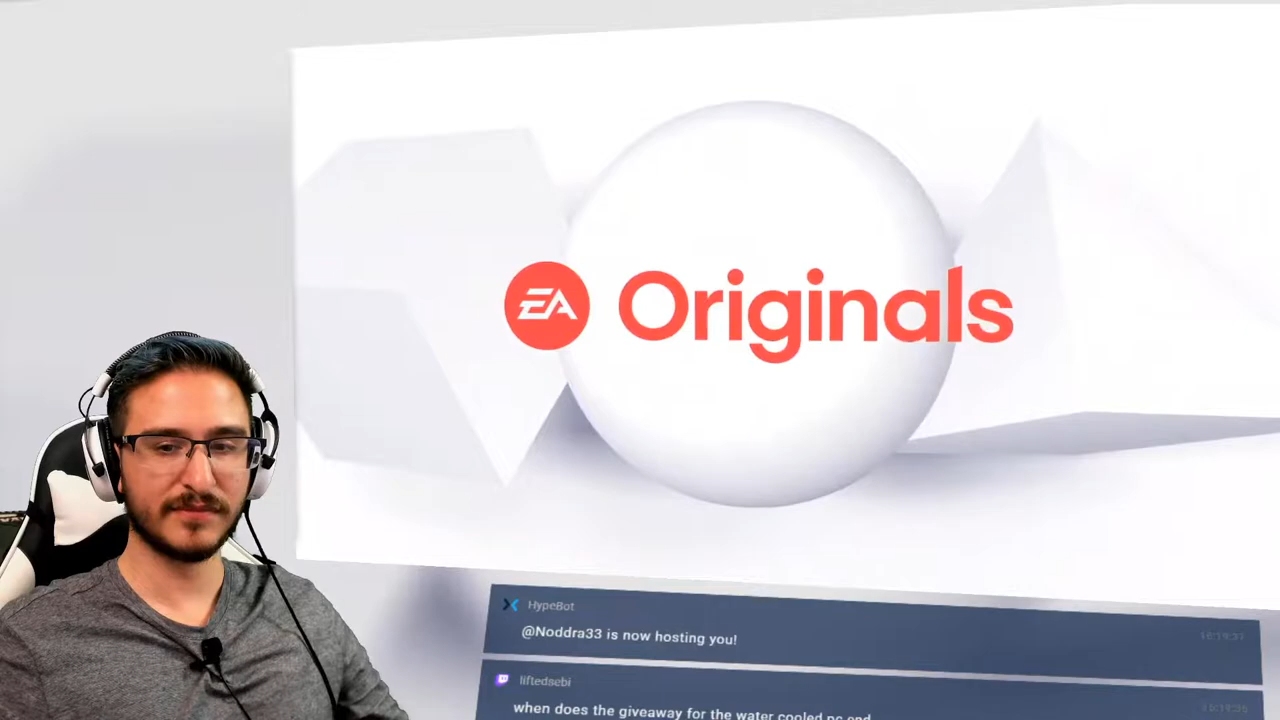 EA Originals
HypeBot
@Noddra33 is now hosting you!
liftedsebi
when does the giveaway for the water cooled pc end